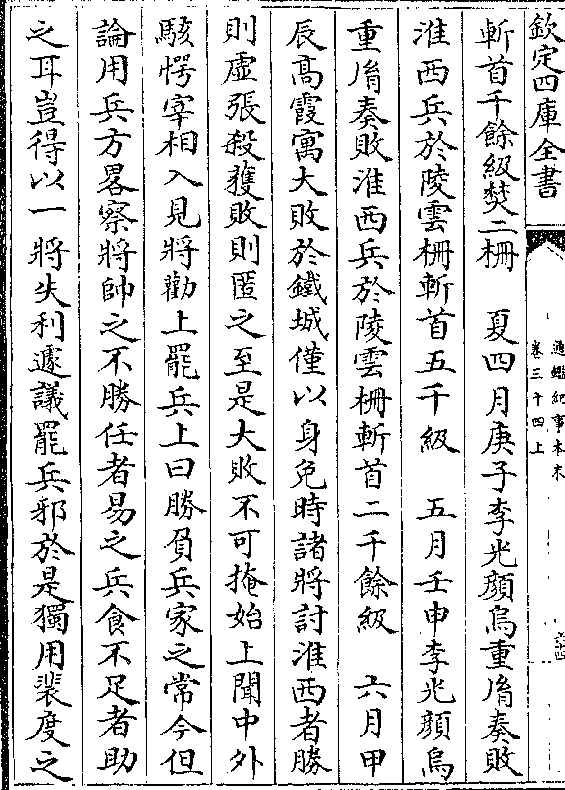 欽定四庫全書
通鑑紀事本末
卷三十四上
六十四
斬首千餘級焚二栅　夏四月庚子李光顔烏重𦙍奏敗
淮西兵於陵雲栅斬首五千級　五月壬申李光顔烏
重𦙍奏敗淮西兵於陵雲栅斬首二千餘級　六月甲
辰髙霞寓大敗於鐵城僅以身免時諸將討淮西者勝
則虚張殺獲敗則匿之至是大敗不可掩始上聞中外
駭愕宰相入見將勸上罷兵上曰勝負兵家之常今但
論用兵方畧察將帥之不勝任者易之兵食不足者助
之耳豈得以一將失利遽議罷兵邪於是獨用裴度之